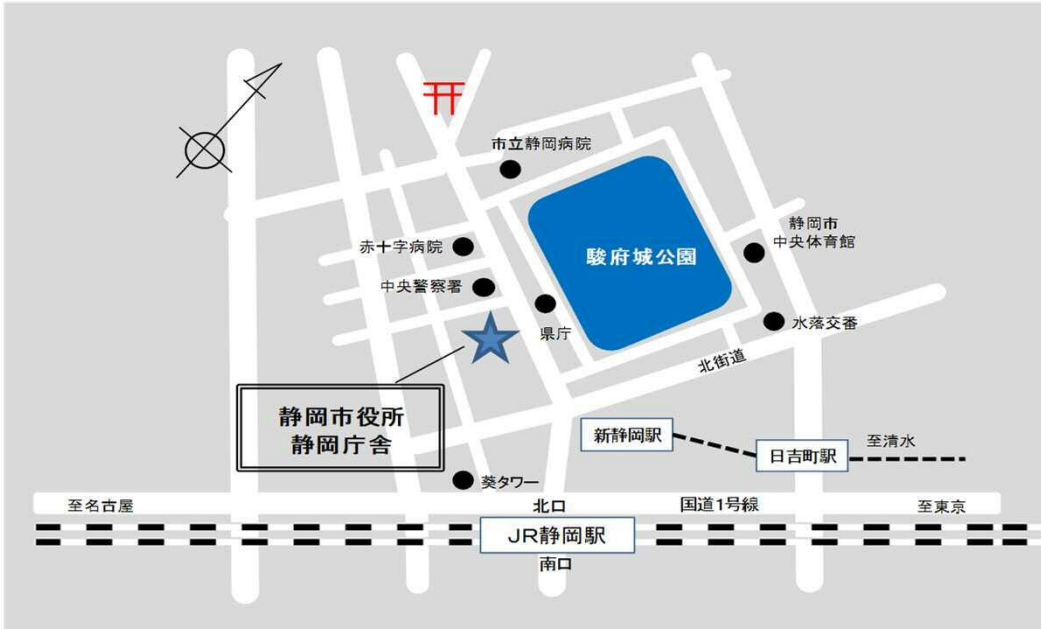 市立静岡病院
静岡市
中央体育館
赤十字病院
駿府城公園
中央警察署
県庁
水落交番
北街道
静岡市役所
静岡庁舎
新静岡駅
日吉町駅
至清水
葵タワー
至名古屋
北口
国道1号線
至東京
JR静岡駅
南口